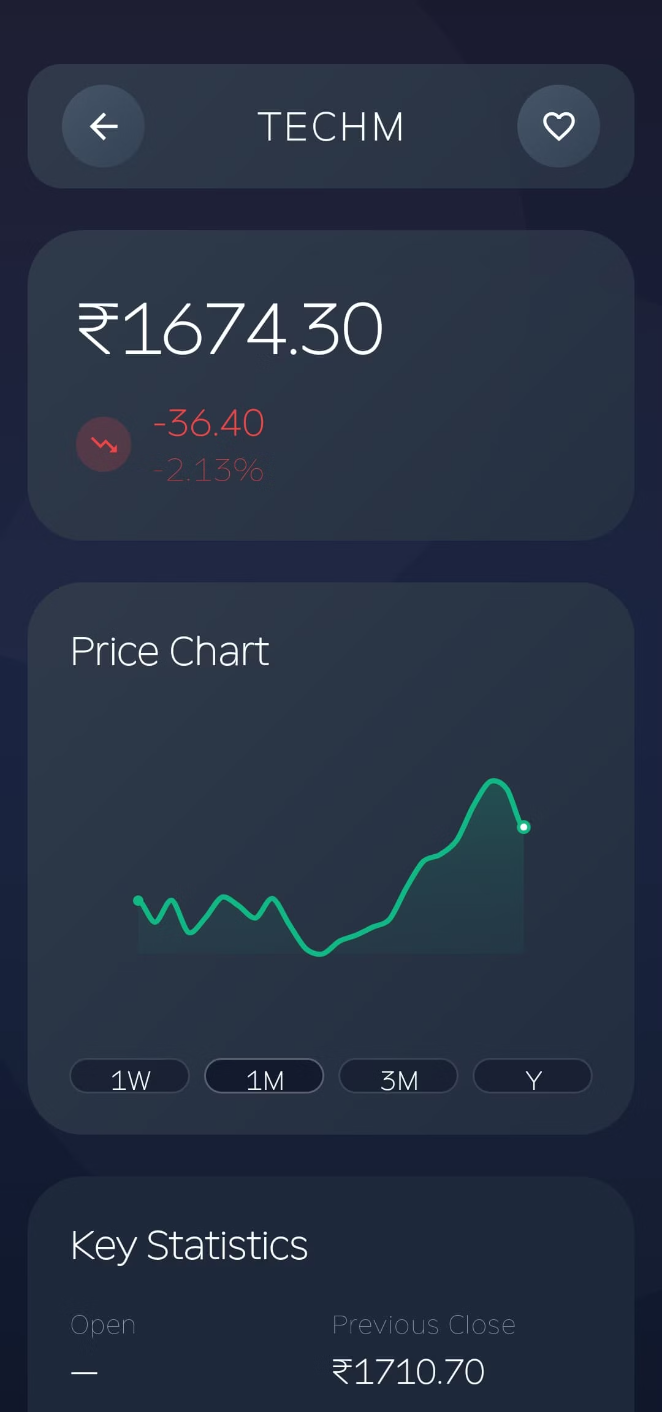 TECHM
₹1674.30
-36.40
-2.13%
Price Chart
1W 1M 3M Y
Key Statistics
Open Previous Close
— ₹1710.70